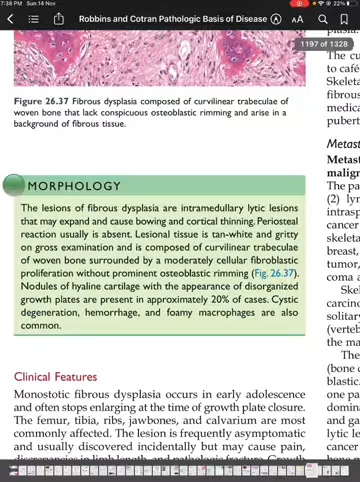 7:38 PM Sun 14 Nov
22%
Robbins and Cotran Pathologic Basis of Disease
AA
1197 of 1328
Figure 26.37 Fibrous dysplasia composed of curvilinear trabeculae of
woven bone that lack conspicuous osteoblastic rimming and arise in a
background of fibrous tissue.
MORPHOLOGY
The lesions of fibrous dysplasia are intramedullary lytic lesions
that may expand and cause bowing and cortical thinning. Periosteal
reaction usually is absent. Lesional tissue is tan-white and gritty
on gross examination and is composed of curvilinear trabeculae
of woven bone surrounded by a moderately cellular fibroblastic
proliferation without prominent osteoblastic rimming (Fig. 26.37).
Nodules of hyaline cartilage with the appearance of disorganized
growth plates are present in approximately 20% of cases. Cystic
degeneration, hemorrhage, and foamy macrophages are also
common.
Clinical Features
Monostotic fibrous dysplasia occurs in early adolescence
and often stops enlarging at the time of growth plate closure.
The femur, tibia, ribs, jawbones, and calvarium are most
commonly affected. The lesion is frequently asymptomatic
and usually discovered incidentally but may cause pain,
discrepancies in limb length, and pathologic fracture. Growth
The cu
to café
Skeleta
fibrous
medica
pubert
Metast
Metast
malign
The pa
(2) lyn
intrasp
cancer
skeleta
breast,
tumor,
coma a
Skel
carcino
solitary
(verteb
the ma
The
(bone c
blastic.
one pa
domina
and ga
lytic le
cancer